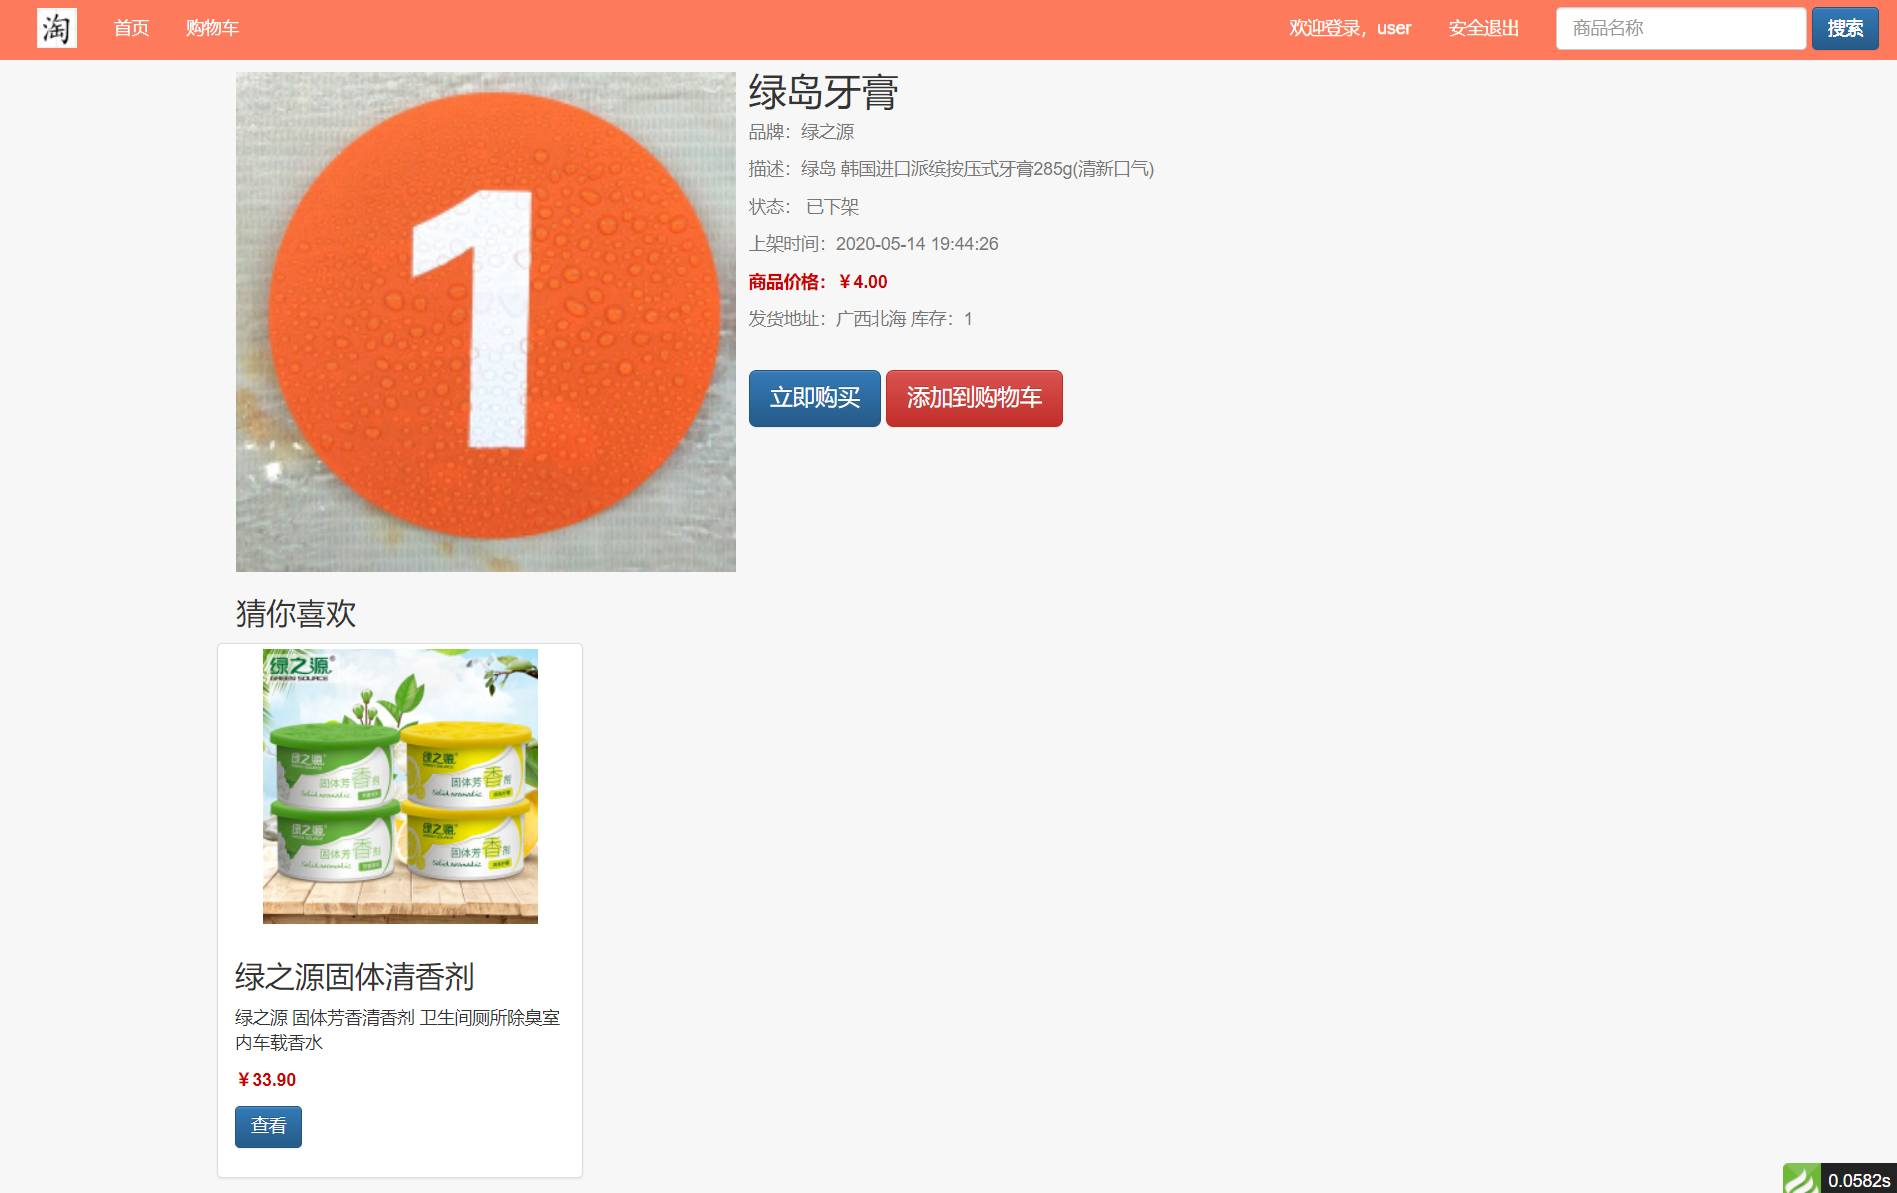 淘 首页 购物车 欢迎登录，user 安全退出 商品名称 搜索
1
绿岛牙膏
品牌：绿之源
描述：绿岛 韩国进口派缤按压式牙膏285g(清新口气)
状态： 已下架
上架时间：2020-05-14 19:44:26
商品价格：￥4.00
发货地址：广西北海 库存：1
立即购买 添加到购物车
猜你喜欢
绿之源®
GREEN SOURCE
绿之源 绿之源
固体芳香剂 固体芳香剂
Solid aromatic Solid aromatic
绿之源 绿之源
固体芳香剂 固体芳香剂
Solid aromatic Solid aromatic
绿之源固体清香剂
绿之源 固体芳香清香剂 卫生间厕所除臭室
内车载香水
￥33.90
查看
0.0582s